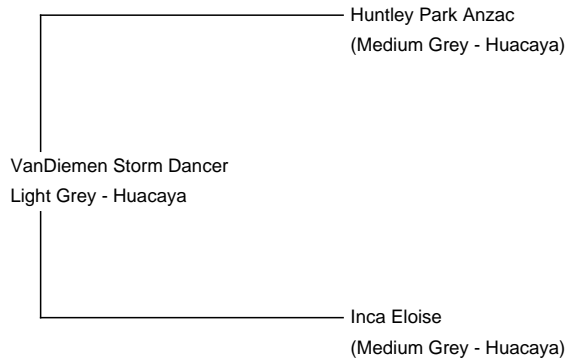 Huntley Park Anzac
(Medium Grey - Huacaya)
VanDiemen Storm Dancer
Light Grey - Huacaya
Inca Eloise
(Medium Grey - Huacaya)